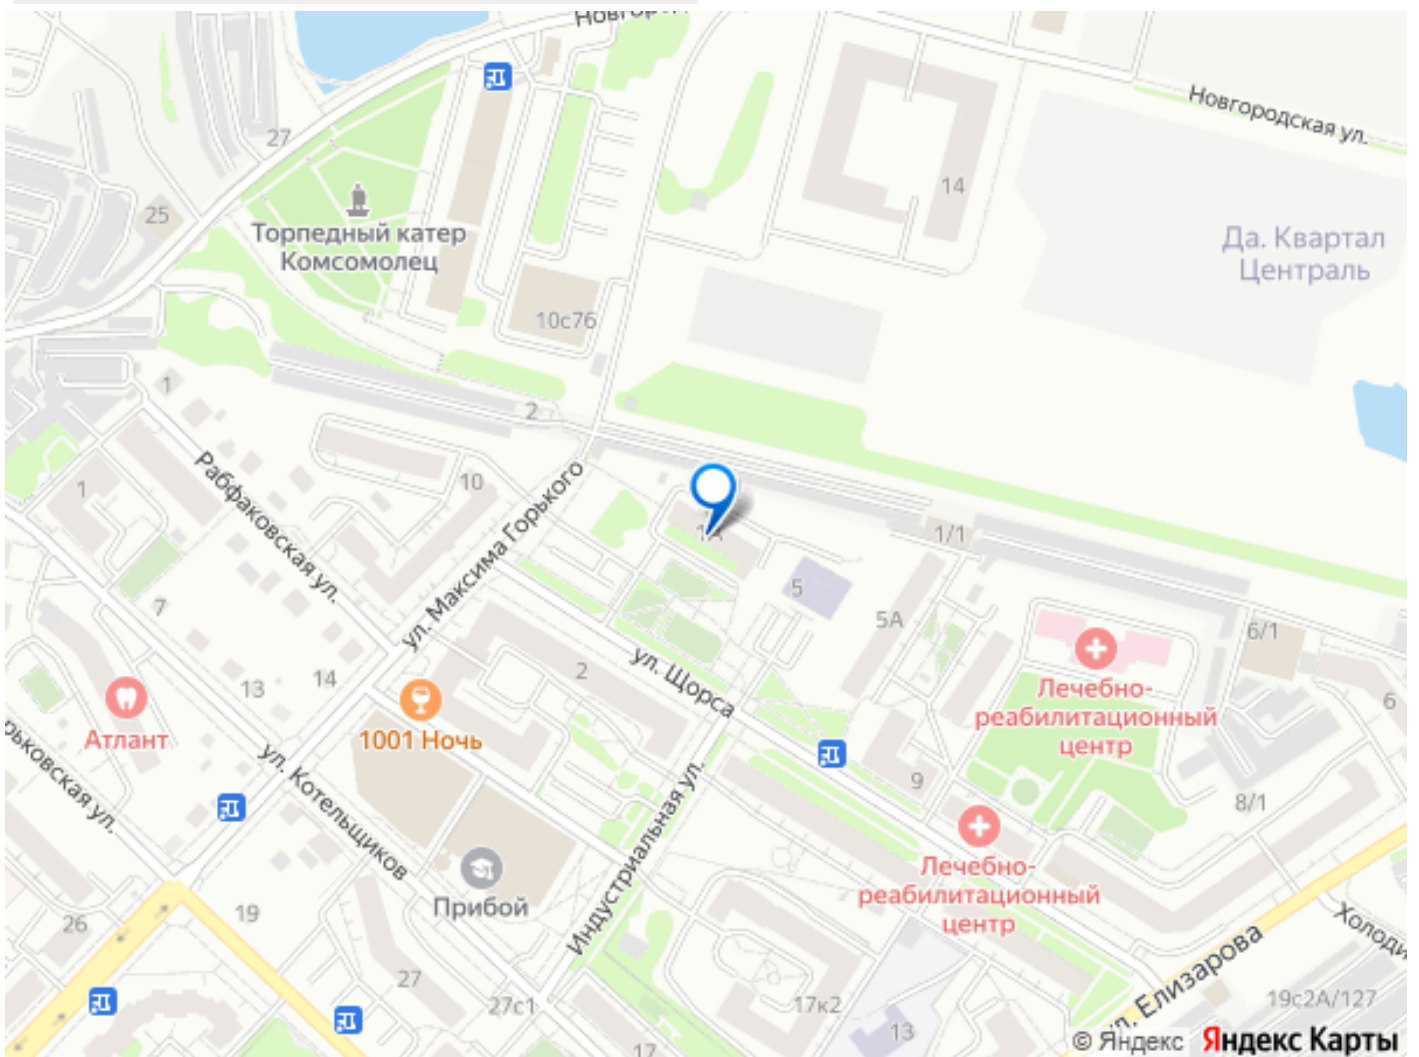 27
Новгородская ул.
25
14
Торпедный катер
Комсомолец
Да. Квартал
Централь
10с76
1
2
Рабфаковская ул.
10
ул. Максима Горького
1
1А
1/1
5
5А
7
6/1
ул. Щорса
2
13
14
6
Лечебно-
реабилитационный
центр
Атлант
1001 Ночь
ул. Котельщиков
9
8/1
Индустриальная ул.
Лечебно-
реабилитационный
центр
Прибой
26
19
27
27с1
17к2
13
17
ул. Елизарова
19с2А/127
© Яндекс Яндекс Карты